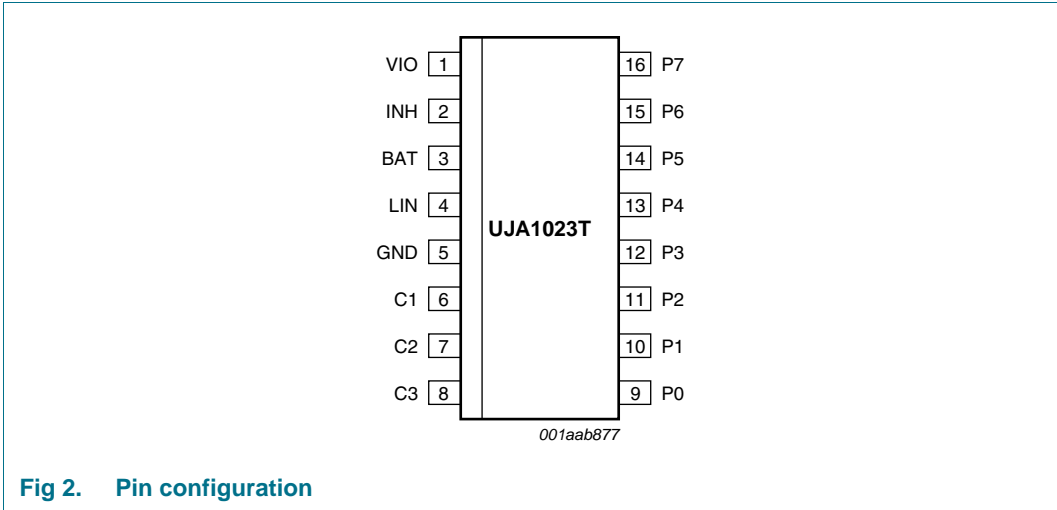 VIO 1 16 P7
INH 2 15 P6
BAT 3 14 P5
LIN 4 13 P4
UJA1023T
GND 5 12 P3
C1 6 11 P2
C2 7 10 P1
C3 8 9 P0
001aab877
Fig 2. Pin configuration